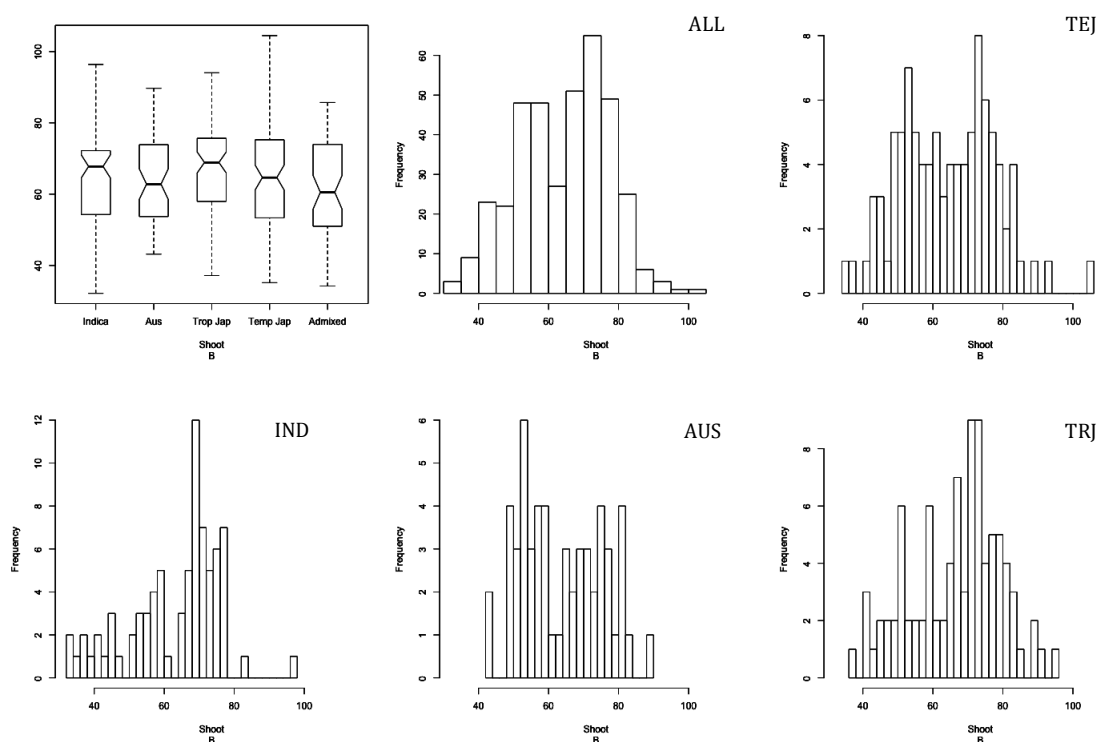 100
80
60
40
Indica Aus Trop Jap Temp Jap Admixed
Shoot
B
ALL
Frequency
60
50
40
30
20
10
0
40 60 80 100
Shoot
B
TEJ
Frequency
8
6
4
2
0
40 60 80 100
Shoot
B
IND
Frequency
12
10
8
6
4
2
0
40 60 80 100
Shoot
B
AUS
Frequency
6
5
4
3
2
1
0
40 60 80 100
Shoot
B
TRJ
Frequency
8
6
4
2
0
40 60 80 100
Shoot
B